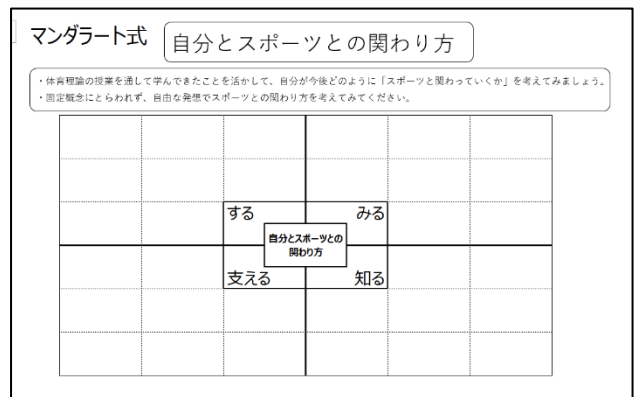 マンダラート式
自分とスポーツとの関わり方
・体育理論の授業を通して学んできたことを活かして、自分が今後どのように「スポーツと関わっていくか」を考えてみましょう。
・固定概念にとらわれず、自由な発想でスポーツとの関わり方を考えてみてください。
する
みる
自分とスポーツとの
関わり方
支える
知る